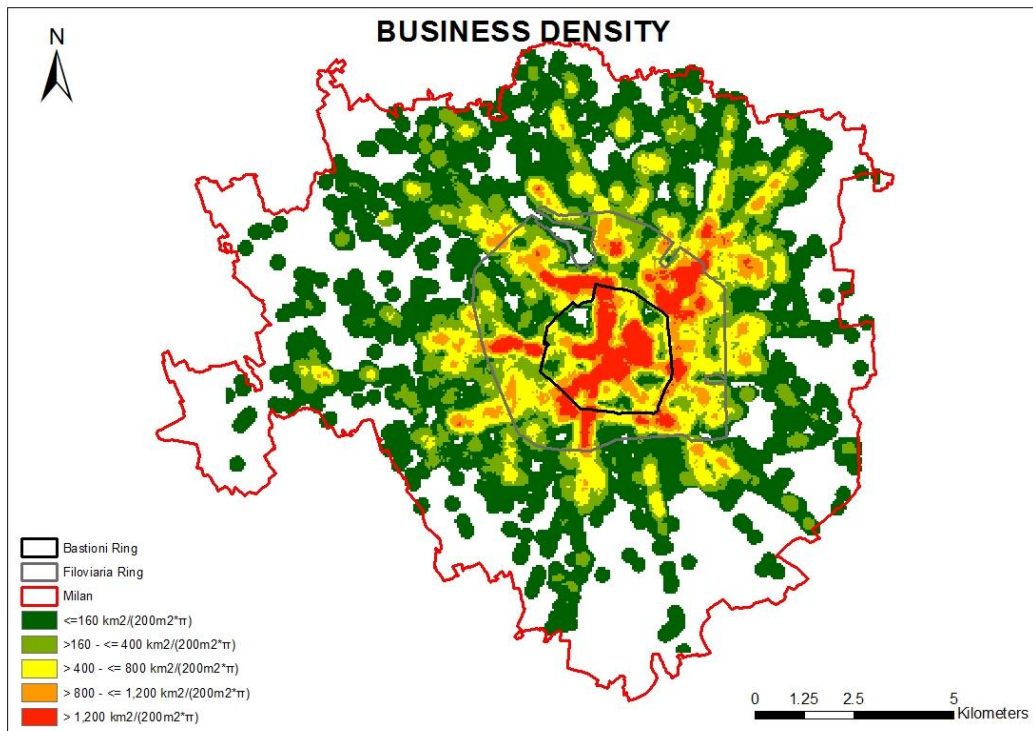 BUSINESS DENSITY
N
Bastioni Ring
Filoviaria Ring
Milan
<=160 km2/(200m2*π)
>160 - <= 400 km2/(200m2*π)
> 400 - <= 800 km2/(200m2*π)
> 800 - <= 1,200 km2/(200m2*π)
> 1,200 km2/(200m2*π)
0 1.25 2.5 5
Kilometers